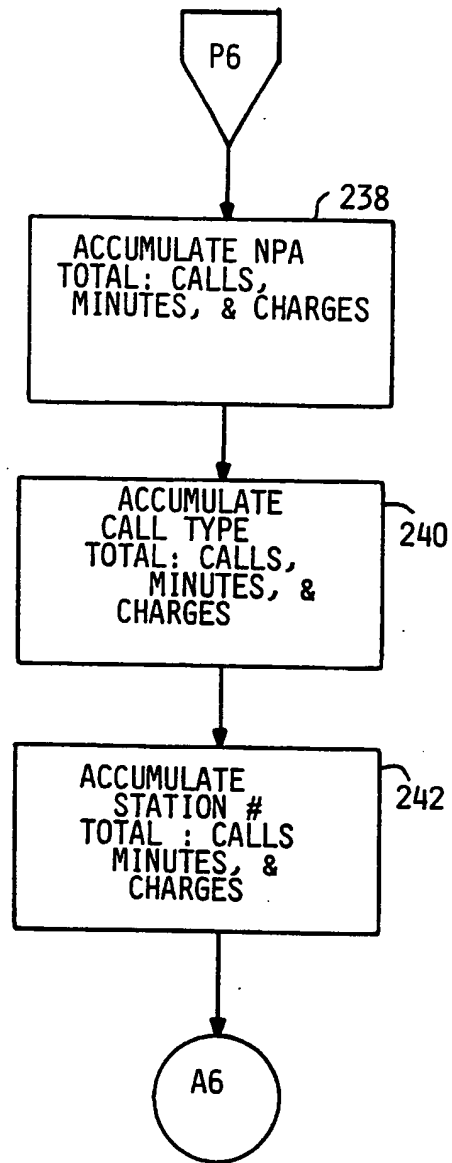 P6
238
ACCUMULATE NPA
TOTAL: CALLS,
MINUTES, & CHARGES
ACCUMULATE
CALL TYPE
TOTAL: CALLS,
MINUTES, &
CHARGES
240
ACCUMULATE
STATION #
TOTAL : CALLS
MINUTES, &
CHARGES
242
A6